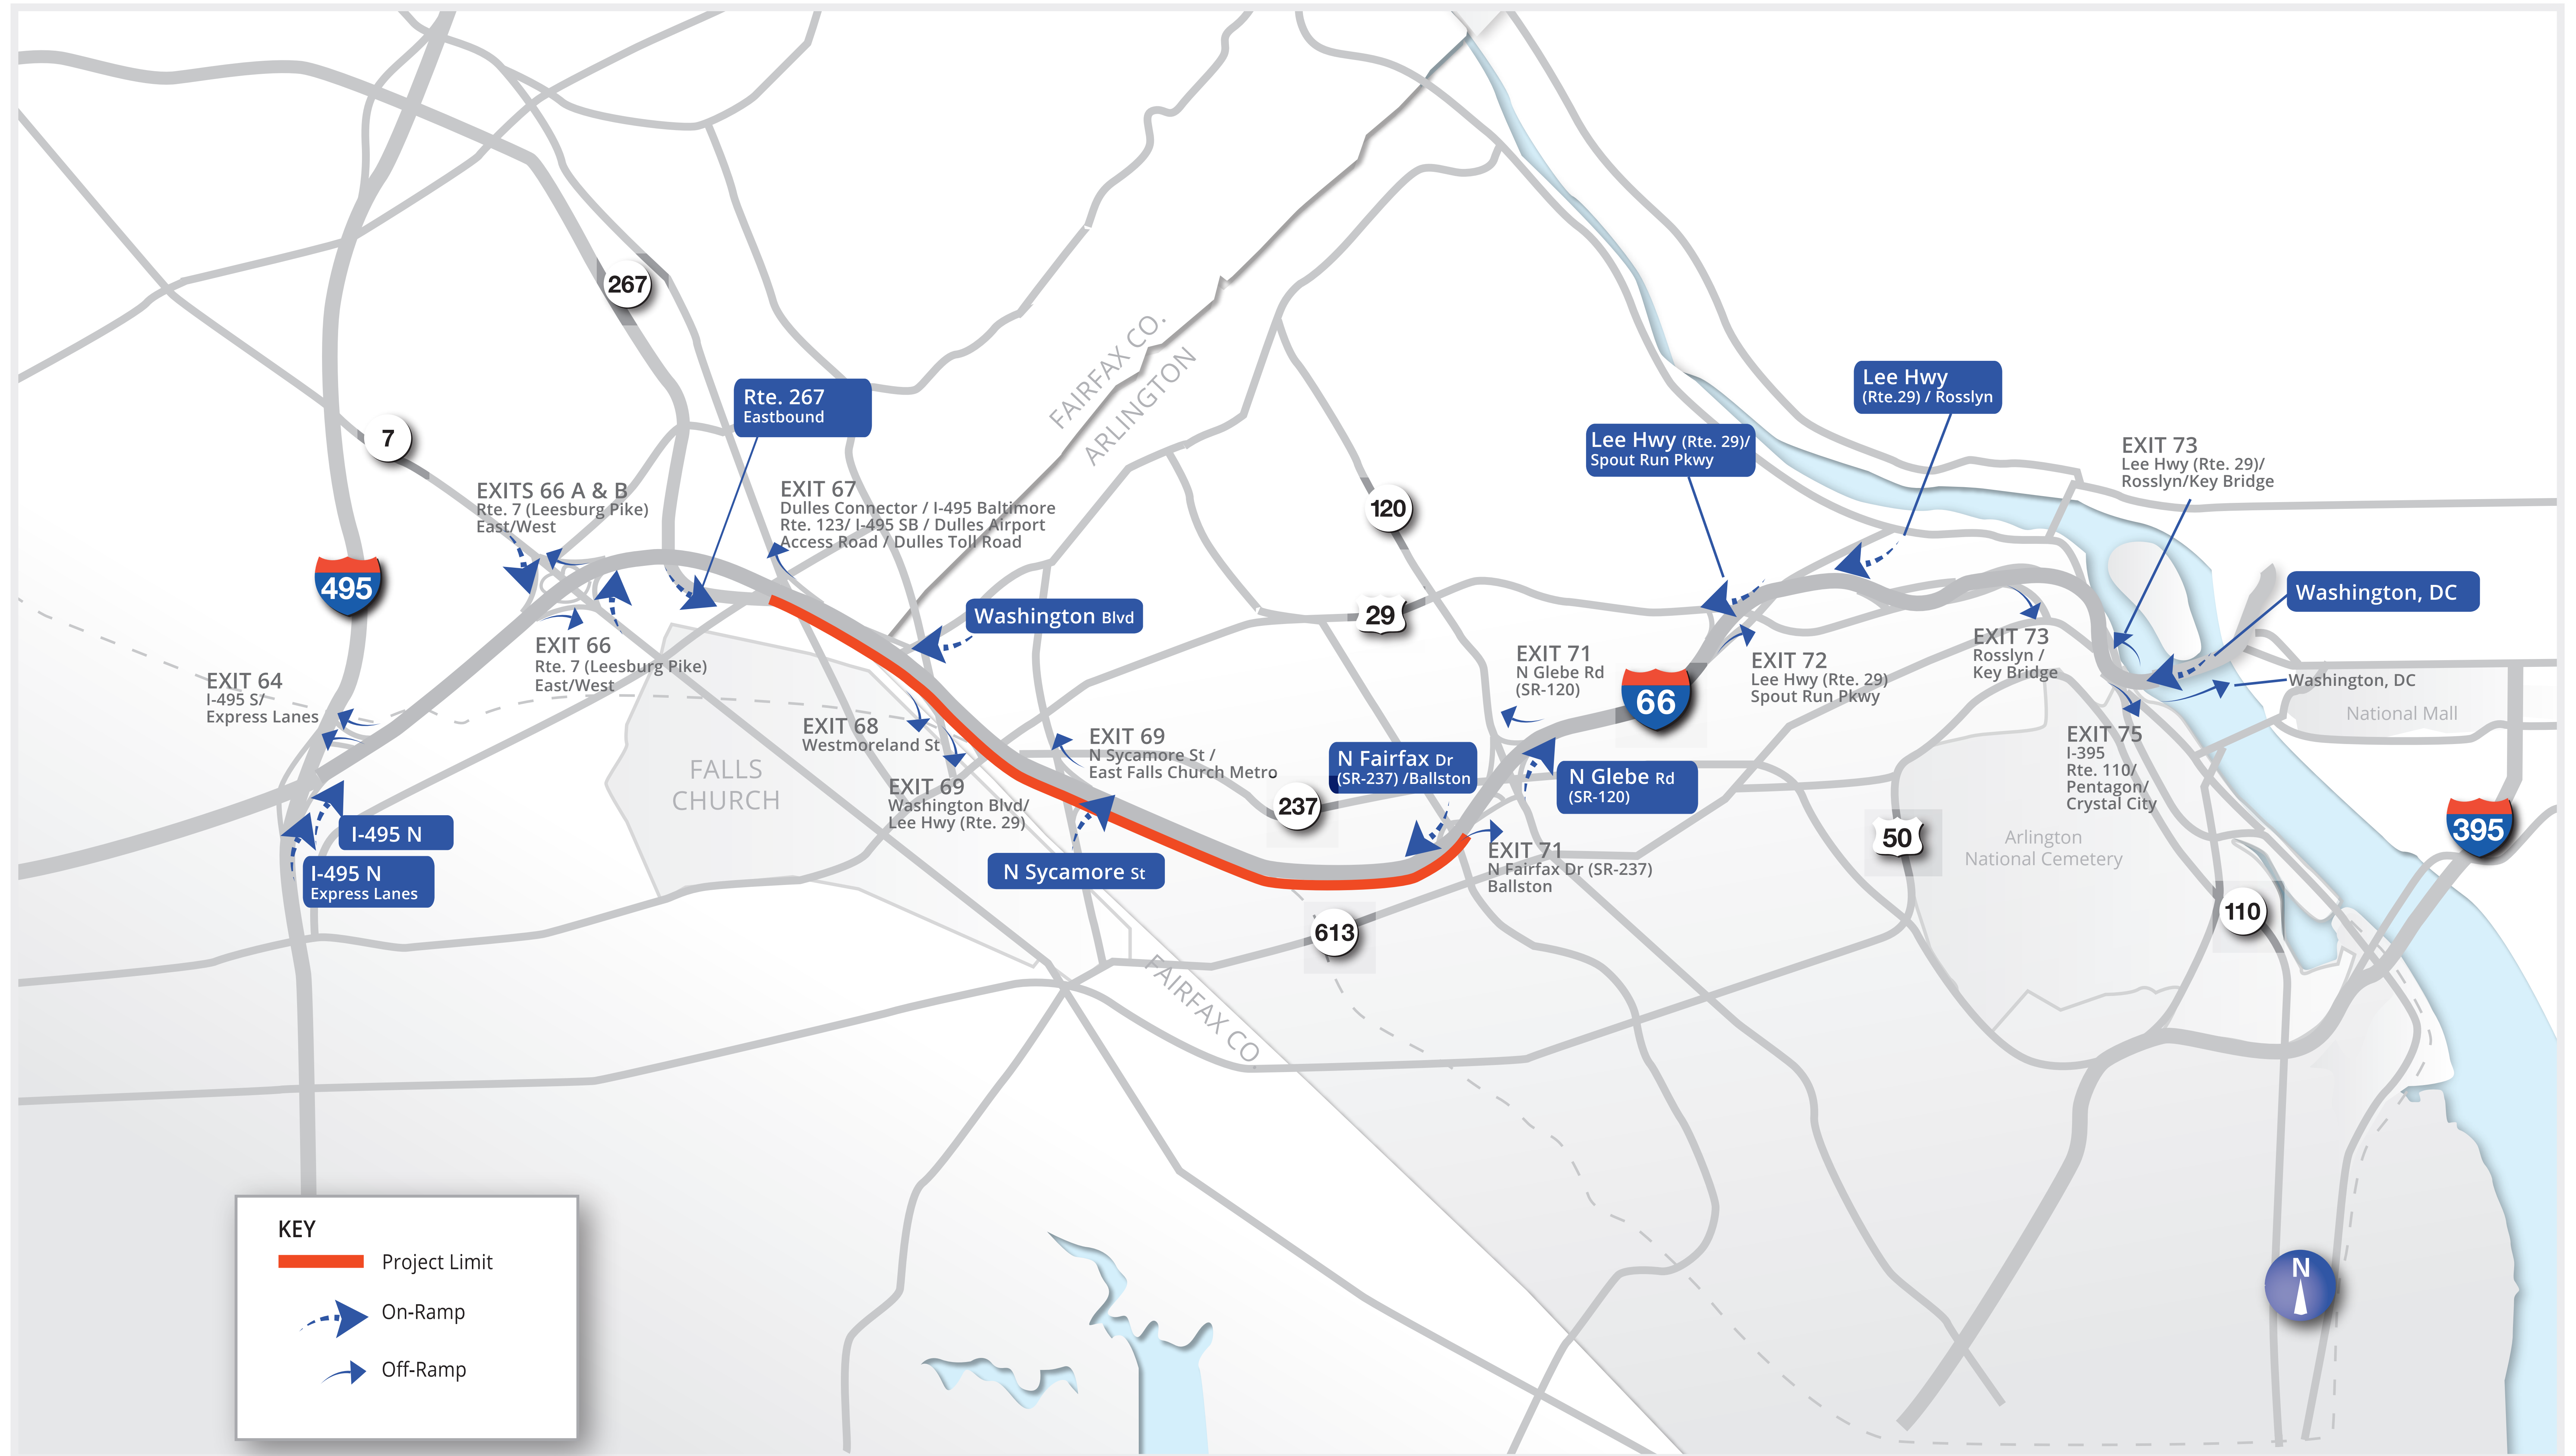 267
FAIRFAX CO.
ARLINGTON
Rte. 267
Eastbound
Lee Hwy
(Rte.29) / Rosslyn
7
Lee Hwy (Rte. 29)/
Spout Run Pkwy
EXIT 73
Lee Hwy (Rte. 29)/
Rosslyn/Key Bridge
EXITS 66 A & B
Rte. 7 (Leesburg Pike)
East/West
EXIT 67
Dulles Connector / I-495 Baltimore
Rte. 123/ I-495 SB / Dulles Airport
Access Road / Dulles Toll Road
120
495
Washington Blvd
29
Washington, DC
EXIT 66
Rte. 7 (Leesburg Pike)
East/West
EXIT 64
I-495 S/
Express Lanes
EXIT 71
N Glebe Rd
(SR-120)
66
EXIT 72
Lee Hwy (Rte. 29)
Spout Run Pkwy
EXIT 73
Rosslyn /
Key Bridge
Washington, DC
National Mall
EXIT 68
Westmoreland St
EXIT 69
N Sycamore St /
East Falls Church Metro
EXIT 75
I-395
Rte. 110/
Pentagon/
Crystal City
FALLS
CHURCH
EXIT 69
Washington Blvd/
Lee Hwy (Rte. 29)
N Fairfax Dr
(SR-237) /Ballston
N Glebe Rd
(SR-120)
237
I-495 N
I-495 N
Express Lanes
N Sycamore St
EXIT 71
N Fairfax Dr (SR-237)
Ballston
50
Arlington
National Cemetery
395
613
110
FAIRFAX CO.
KEY
Project Limit
On-Ramp
Off-Ramp
N